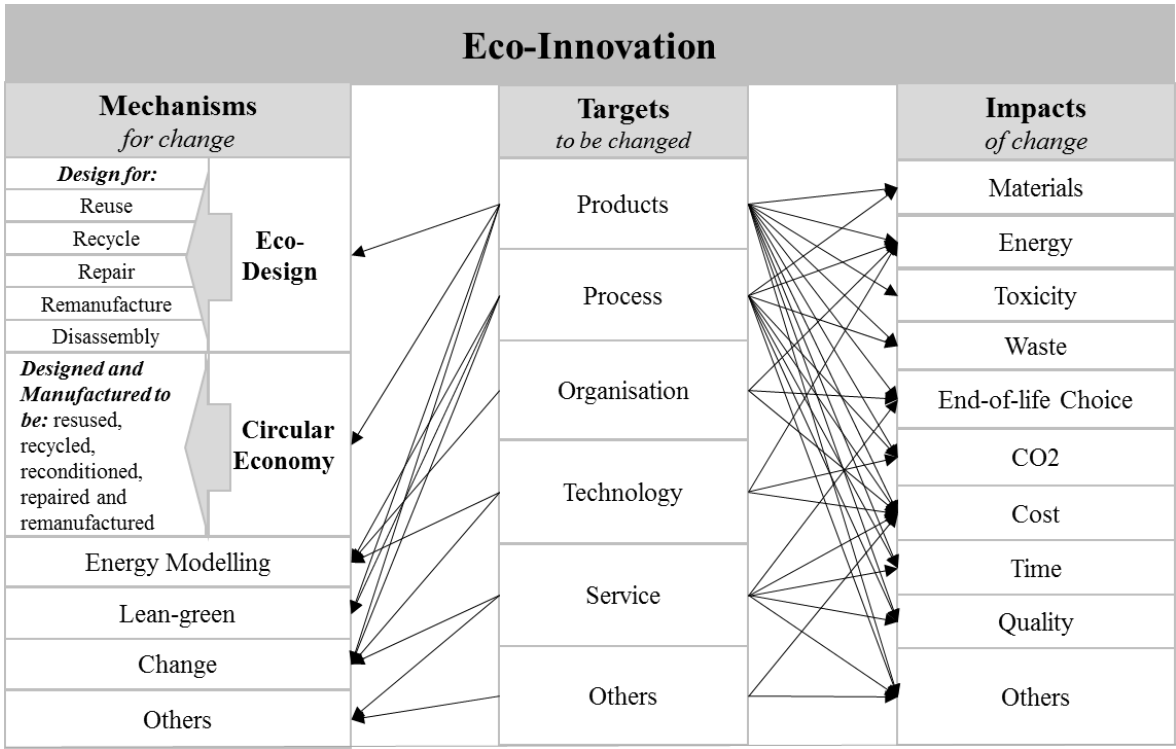 Eco-Innovation
Mechanisms
for change
Design for:
Reuse
Recycle
Repair
Remanufacture
Disassembly
Eco-
Design
Designed and
Manufactured to
be: resused,
recycled,
reconditioned,
repaired and
remanufactured
Circular
Economy
Energy Modelling
Lean-green
Change
Others
Targets
to be changed
Products
Process
Organisation
Technology
Service
Others
Impacts
of change
Materials
Energy
Toxicity
Waste
End-of-life Choice
CO2
Cost
Time
Quality
Others